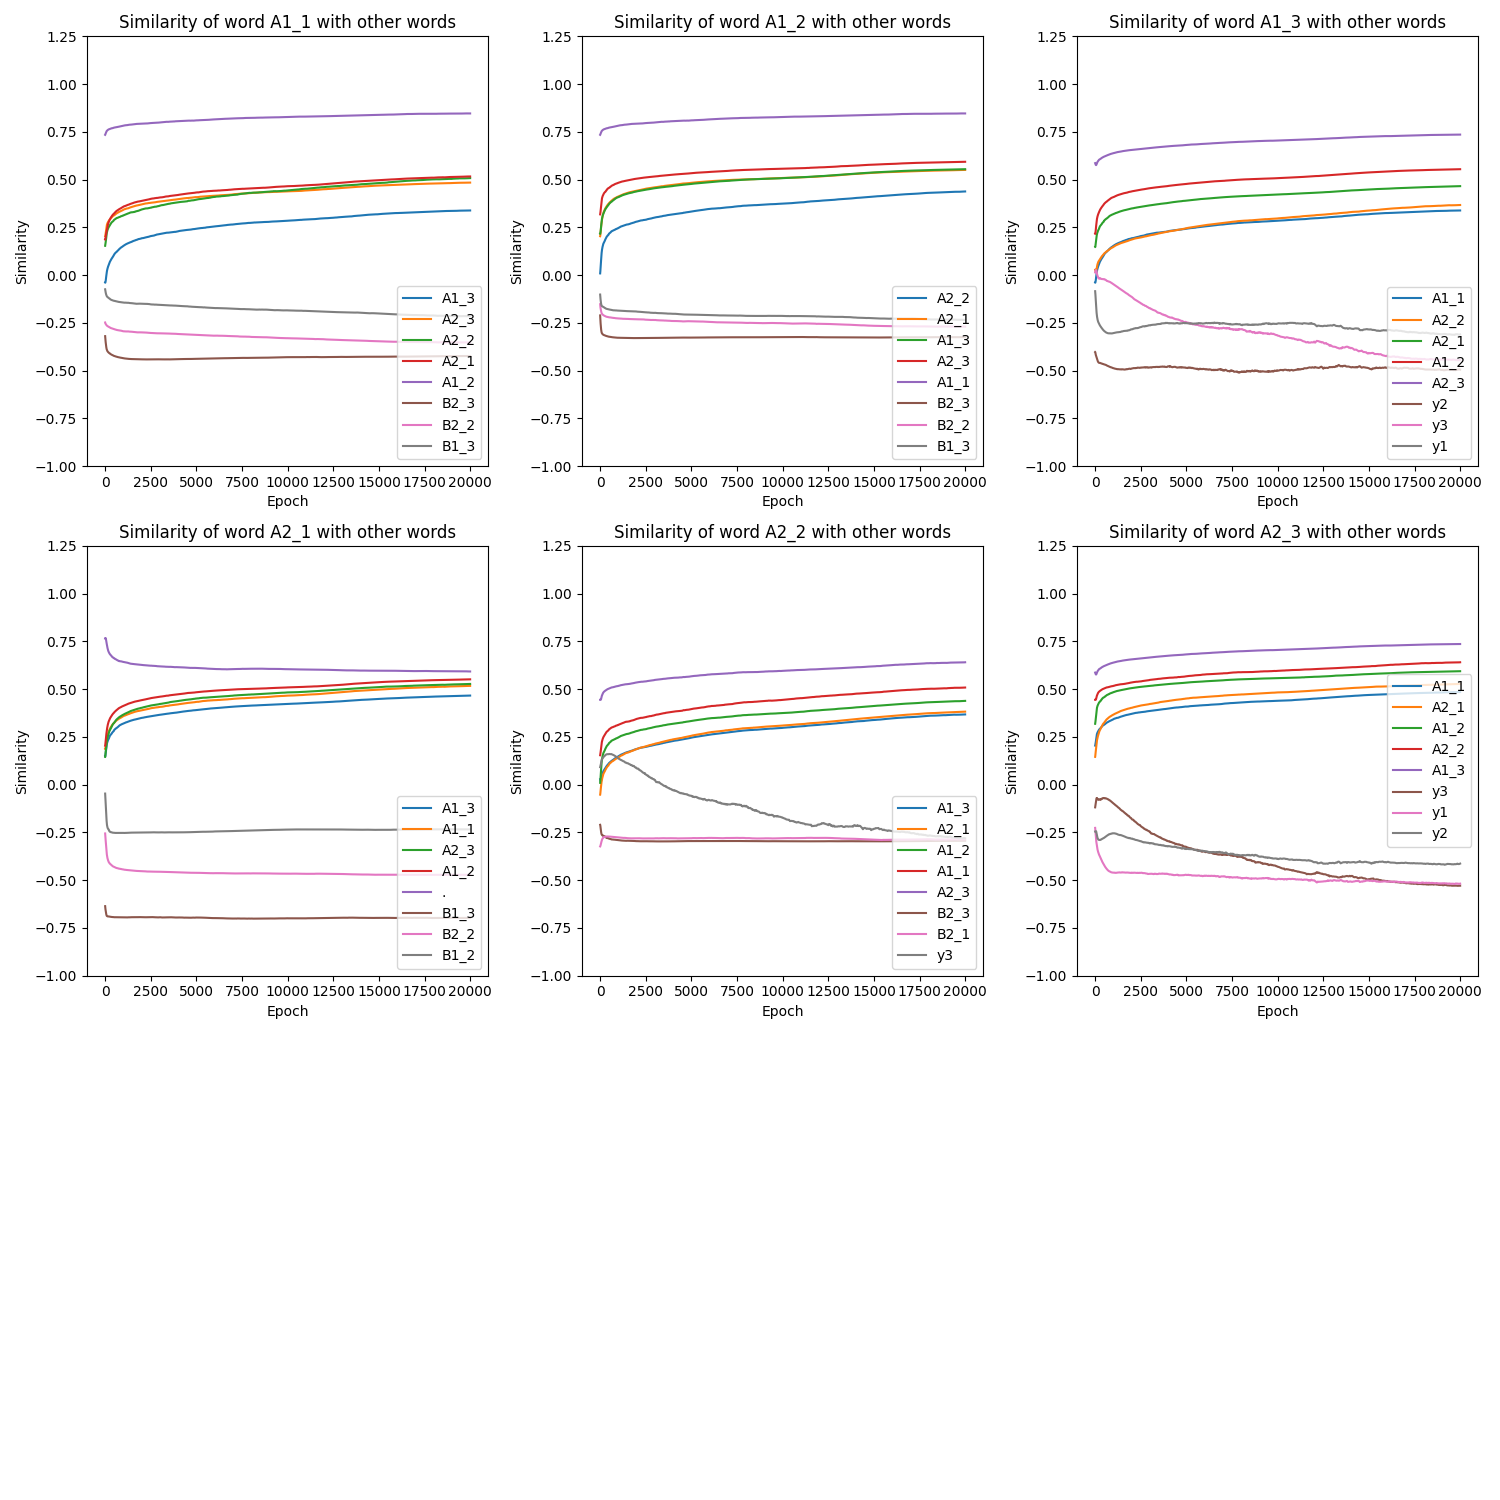 Similarity of word A1_1 with other words
1.25
1.00
0.75
0.50
0.25
0.00
−0.25
−0.50
−0.75
−1.00
Similarity
A1_3
A2_3
A2_2
A2_1
A1_2
B2_3
B2_2
B1_3
0 2500 5000 7500 10000 12500 15000 17500 20000
Epoch
Similarity of word A1_2 with other words
1.25
1.00
0.75
0.50
0.25
0.00
−0.25
−0.50
−0.75
−1.00
Similarity
A2_2
A2_1
A1_3
A2_3
A1_1
B2_3
B2_2
B1_3
0 2500 5000 7500 10000 12500 15000 17500 20000
Epoch
Similarity of word A1_3 with other words
1.25
1.00
0.75
0.50
0.25
0.00
−0.25
−0.50
−0.75
−1.00
Similarity
A1_1
A2_2
A2_1
A1_2
A2_3
y2
y3
y1
0 2500 5000 7500 10000 12500 15000 17500 20000
Epoch
Similarity of word A2_1 with other words
1.25
1.00
0.75
0.50
0.25
0.00
−0.25
−0.50
−0.75
−1.00
Similarity
A1_3
A1_1
A2_3
A1_2
.
B1_3
B2_2
B1_2
0 2500 5000 7500 10000 12500 15000 17500 20000
Epoch
Similarity of word A2_2 with other words
1.25
1.00
0.75
0.50
0.25
0.00
−0.25
−0.50
−0.75
−1.00
Similarity
A1_3
A2_1
A1_2
A1_1
A2_3
B2_3
B2_1
y3
0 2500 5000 7500 10000 12500 15000 17500 20000
Epoch
Similarity of word A2_3 with other words
1.25
1.00
0.75
0.50
0.25
0.00
−0.25
−0.50
−0.75
−1.00
Similarity
A1_1
A2_1
A1_2
A2_2
A1_3
y3
y1
y2
0 2500 5000 7500 10000 12500 15000 17500 20000
Epoch